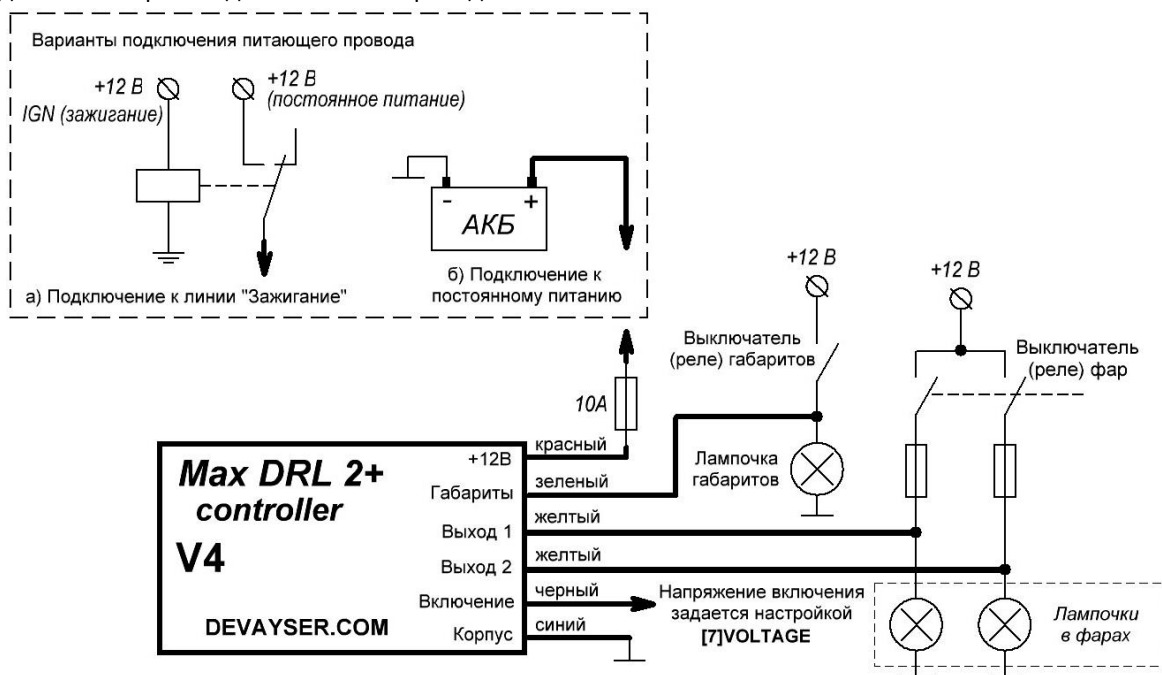 Варианты подключения питающего провода
+12 В
IGN (зажигание)
+12 В
(постоянное питание)
- +
АКБ
а) Подключение к линии "Зажигание"
б) Подключение к
постоянному питанию
+12 В
+12 В
Выключатель
(реле) габаритов
Выключатель
(реле) фар
10А
Лампочка
габаритов
Max DRL 2+
controller
V4
DEVAYSER.COM
+12В
красный
Габариты
зеленый
Выход 1
желтый
Выход 2
желтый
Включение
черный
Корпус
синий
Напряжение включения
задается настройкой
[7]VOLTAGE
Лампочки
в фарах